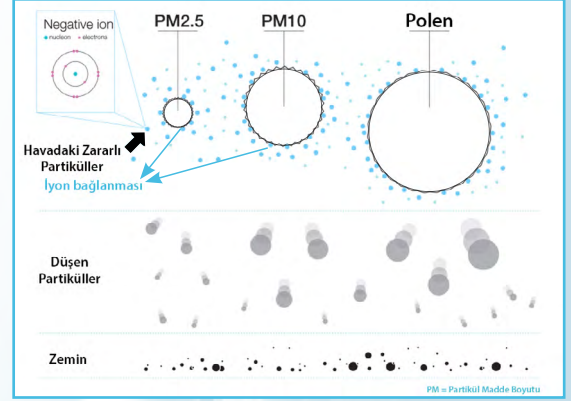 Negative ion
nucleon electrons
PM2.5
PM10
Polen
Havadaki Zararlı
Partiküller
İyon bağlanması
Düşen
Partiküller
Zemin
PM = Partikül Madde Boyutu